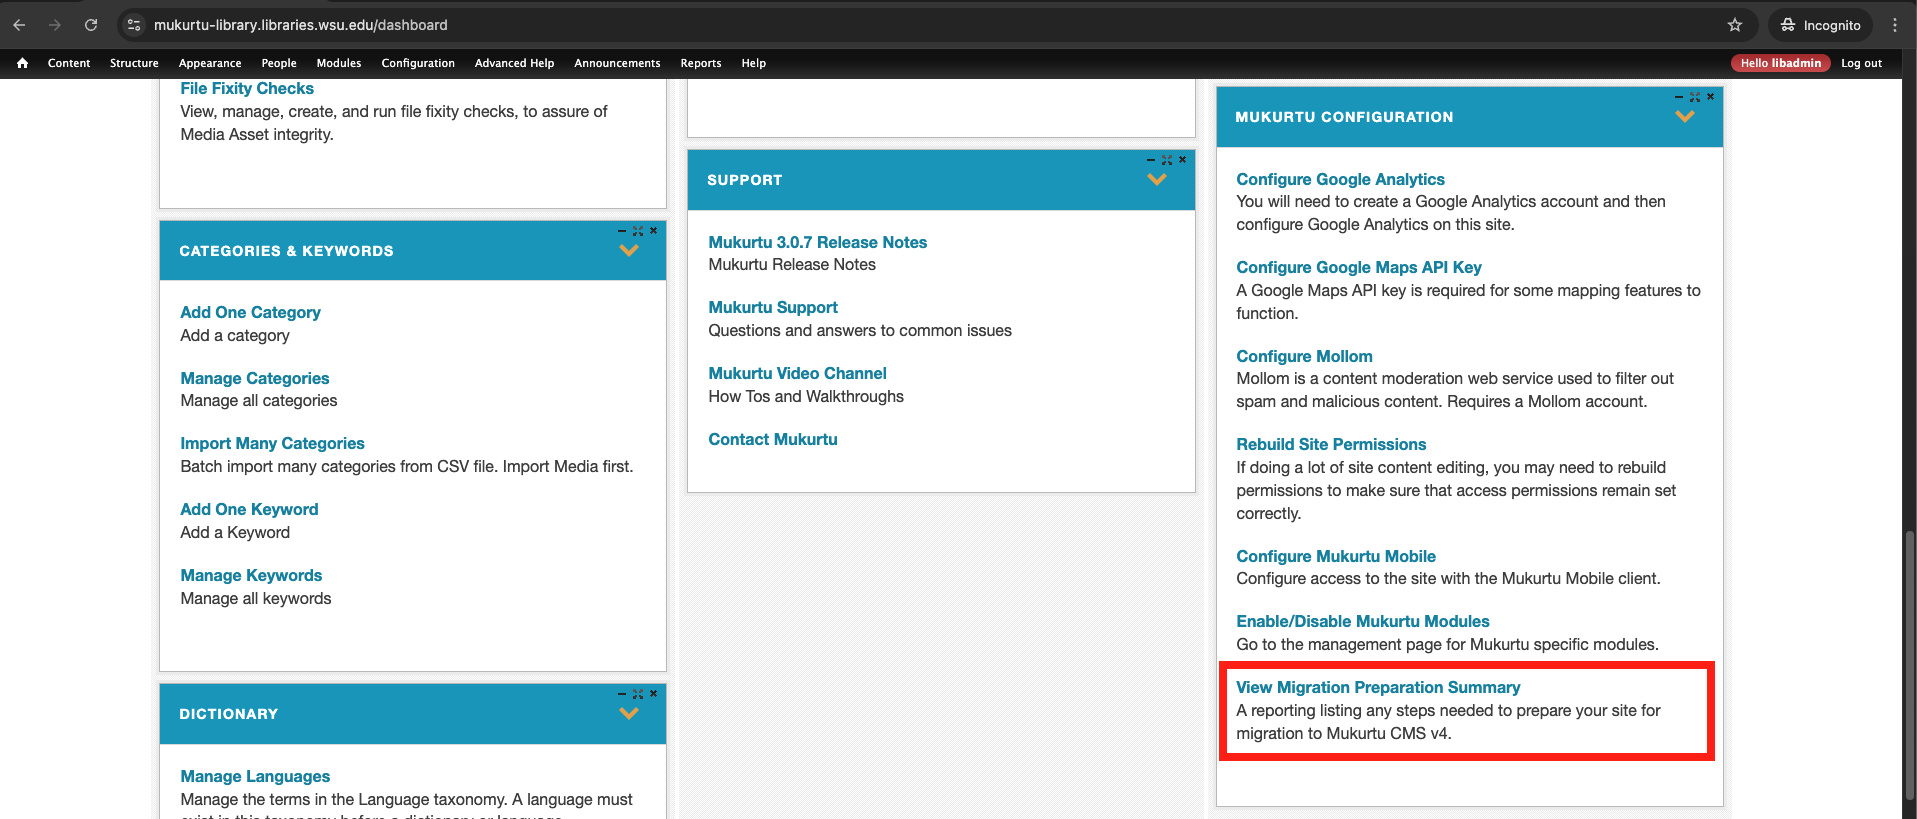 mukurtu-library.libraries.wsu.edu/dashboard
Incognito
Content Structure Appearance People Modules Configuration Advanced Help Announcements Reports Help
Hello libadmin Log out
File Fixity Checks
View, manage, create, and run file fixity checks, to assure of
Media Asset integrity.
CATEGORIES & KEYWORDS
Add One Category
Add a category
Manage Categories
Manage all categories
Import Many Categories
Batch import many categories from CSV file. Import Media first.
Add One Keyword
Add a Keyword
Manage Keywords
Manage all keywords
DICTIONARY
Manage Languages
Manage the terms in the Language taxonomy. A language must
SUPPORT
Mukurtu 3.0.7 Release Notes
Mukurtu Release Notes
Mukurtu Support
Questions and answers to common issues
Mukurtu Video Channel
How Tos and Walkthroughs
Contact Mukurtu
MUKURTU CONFIGURATION
Configure Google Analytics
You will need to create a Google Analytics account and then
configure Google Analytics on this site.
Configure Google Maps API Key
A Google Maps API key is required for some mapping features to
function.
Configure Mollom
Mollom is a content moderation web service used to filter out
spam and malicious content. Requires a Mollom account.
Rebuild Site Permissions
If doing a lot of site content editing, you may need to rebuild
permissions to make sure that access permissions remain set
correctly.
Configure Mukurtu Mobile
Configure access to the site with the Mukurtu Mobile client.
Enable/Disable Mukurtu Modules
Go to the management page for Mukurtu specific modules.
View Migration Preparation Summary
A reporting listing any steps needed to prepare your site for
migration to Mukurtu CMS v4.